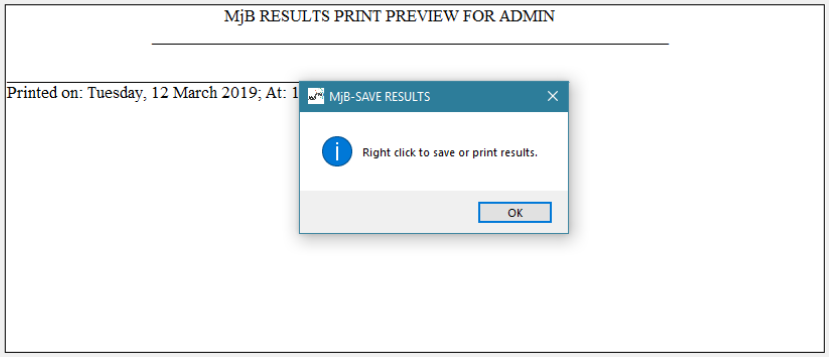 MjB RESULTS PRINT PREVIEW FOR ADMIN
Printed on: Tuesday, 12 March 2019; At: 1
MjB-SAVE RESULTS
Right click to save or print results.
OK